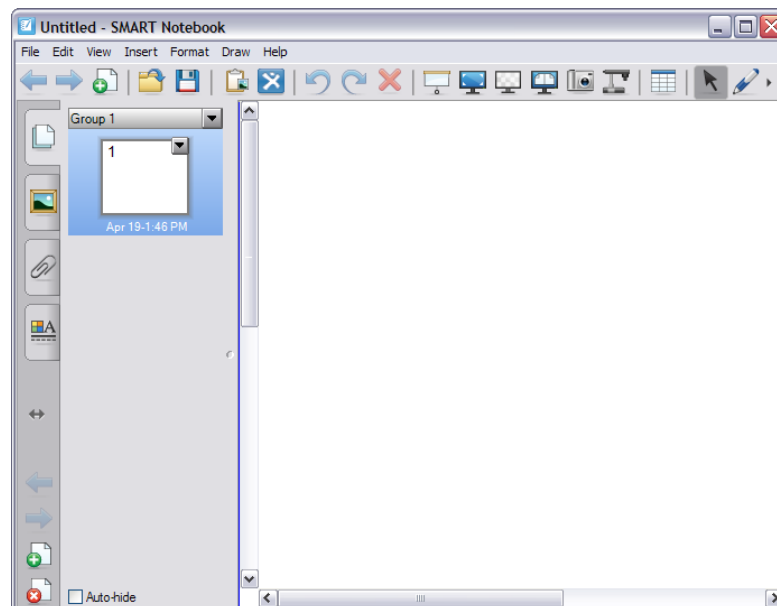 Untitled - SMART Notebook
File Edit View Insert Format Draw Help
Group 1
1
Apr 19-1:46 PM
A
Auto-hide